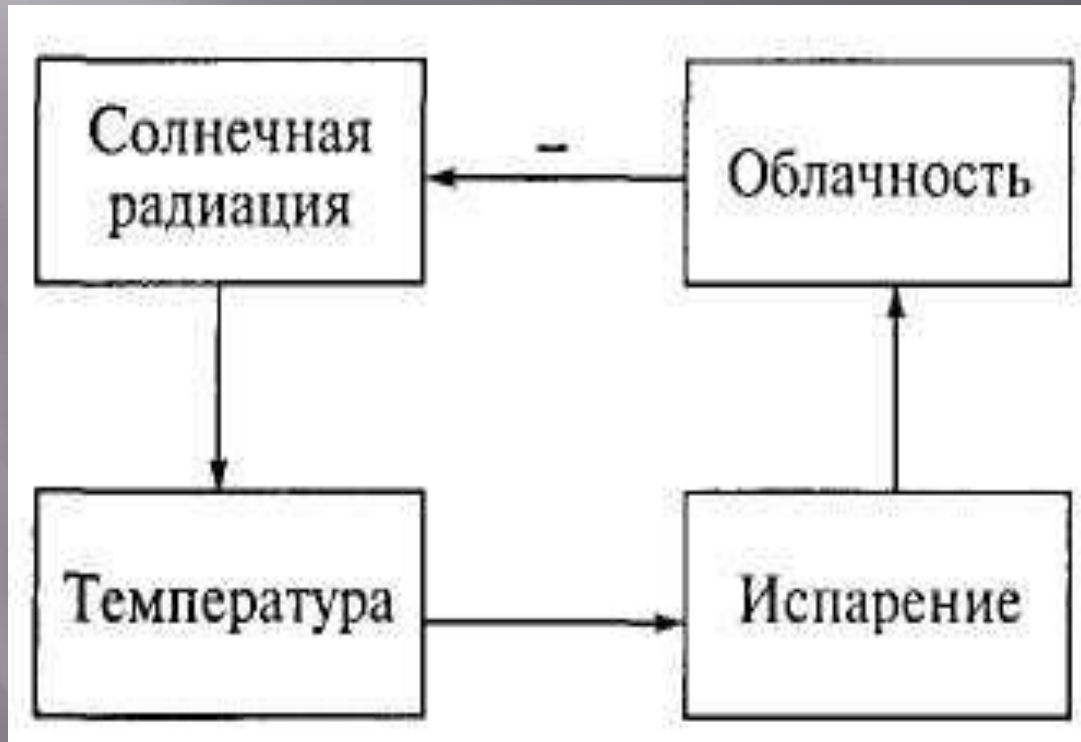 Солнечная
радиация
–
Облачность
Температура
Испарение